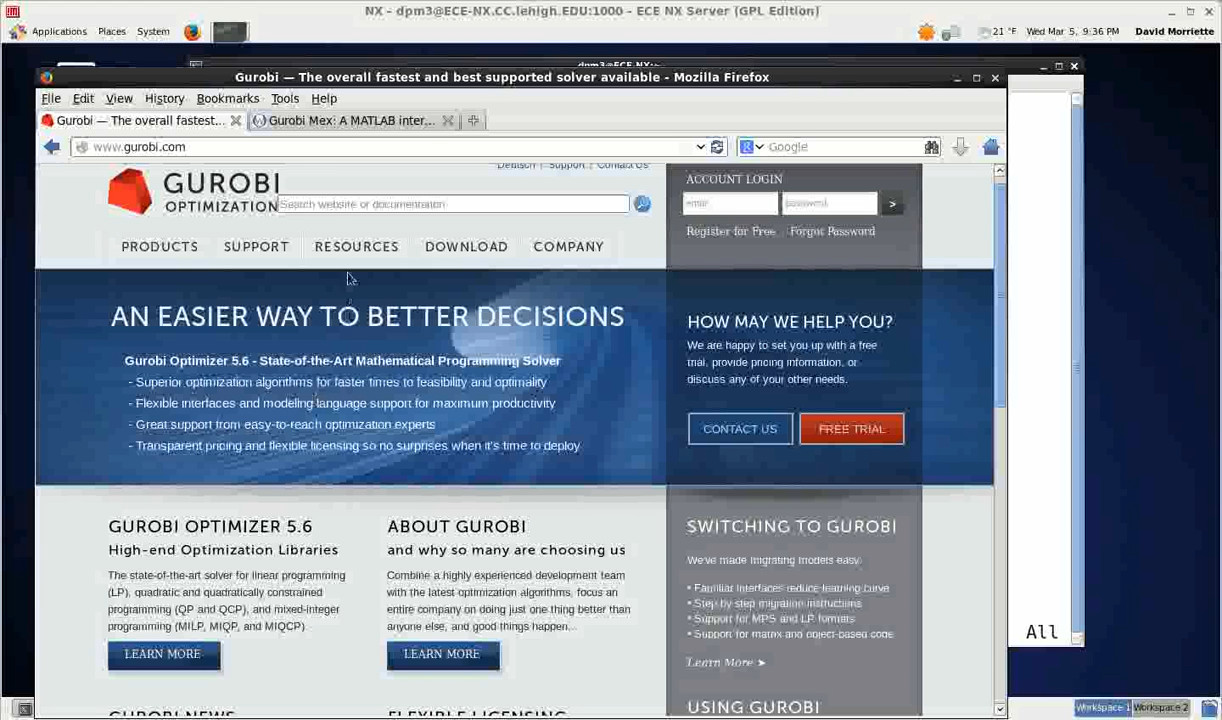 NX - dpm3@ECE-NX.CC.lehigh.EDU:1000 - ECE NX Server (GPL Edition)
Applications Places System
21 °F Wed Mar 5, 9:36 PM David Morriette
dpm3@ECE-NX:~
Gurobi — The overall fastest and best supported solver available - Mozilla Firefox
File Edit View History Bookmarks Tools Help
Gurobi — The overall fastest... Gurobi Mex: A MATLAB inter...
www.gurobi.com
Google
Deutsch | Support | Contact Us
GUROBI
OPTIMIZATION
Search website or documentation
ACCOUNT LOGIN
email password >
Register for Free Forgot Password
PRODUCTS SUPPORT RESOURCES DOWNLOAD COMPANY
AN EASIER WAY TO BETTER DECISIONS
Gurobi Optimizer 5.6 - State-of-the-Art Mathematical Programming Solver
- Superior optimization algorithms for faster times to feasibility and optimality
- Flexible interfaces and modeling language support for maximum productivity
- Great support from easy-to-reach optimization experts
- Transparent pricing and flexible licensing so no surprises when it's time to deploy
HOW MAY WE HELP YOU?
We are happy to set you up with a free
trial, provide pricing information, or
discuss any of your other needs.
CONTACT US FREE TRIAL
GUROBI OPTIMIZER 5.6
High-end Optimization Libraries
The state-of-the-art solver for linear programming
(LP), quadratic and quadratically constrained
programming (QP and QCP), and mixed-integer
programming (MILP, MIQP, and MIQCP)
LEARN MORE
ABOUT GUROBI
and why so many are choosing us
Combine a highly experienced development team
with the latest optimization algorithms, focus an
entire company on doing just one thing better than
anyone else, and good things happen...
LEARN MORE
SWITCHING TO GUROBI
We've made migrating models easy.
• Familiar interfaces reduce learning curve
• Step by step migration instructions
• Support for MPS and LP formats
• Support for matrix and object-based code
Learn More ➤
All
GUROBI NEWS
FLEXIBLE LICENSING
USING GUROBI
Workspace 1 Workspace 2